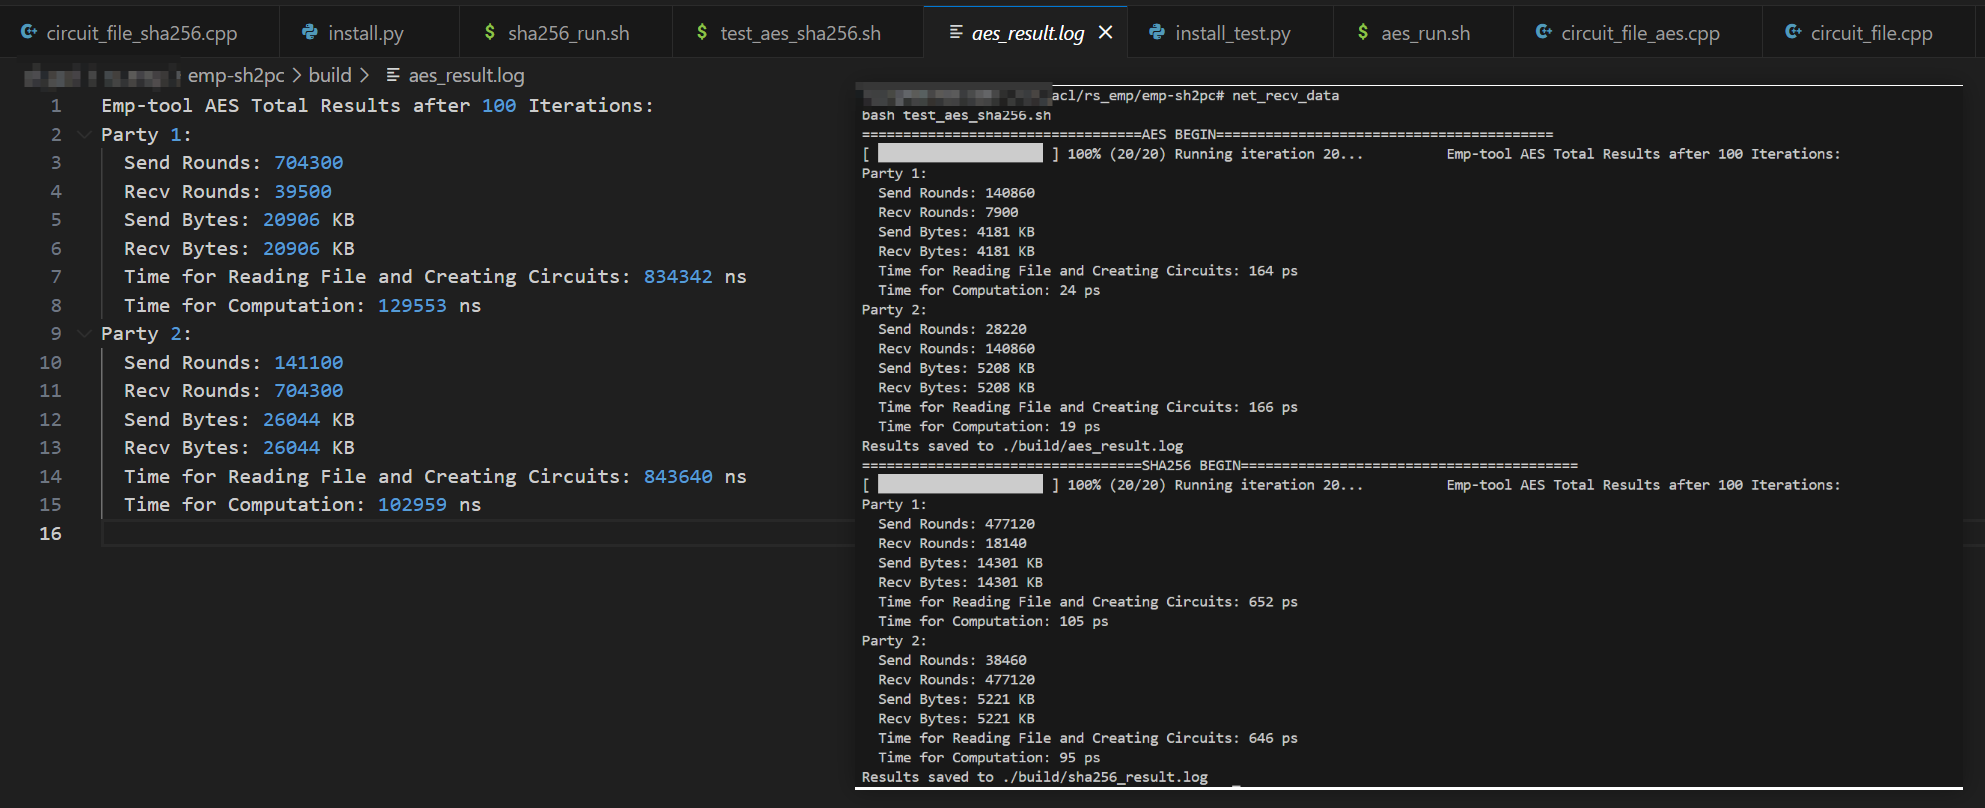 circuit_file_sha256.cpp
install.py
$ sha256_run.sh
$ test_aes_sha256.sh
aes_result.log
install_test.py
$ aes_run.sh
circuit_file_aes.cpp
circuit_file.cpp
emp-sh2pc > build > aes_result.log
1 Emp-tool AES Total Results after 100 Iterations:
2 Party 1:
3 Send Rounds: 704300
4 Recv Rounds: 39500
5 Send Bytes: 20906 KB
6 Recv Bytes: 20906 KB
7 Time for Reading File and Creating Circuits: 834342 ns
8 Time for Computation: 129553 ns
9 Party 2:
10 Send Rounds: 141100
11 Recv Rounds: 704300
12 Send Bytes: 26044 KB
13 Recv Bytes: 26044 KB
14 Time for Reading File and Creating Circuits: 843640 ns
15 Time for Computation: 102959 ns
16
acl/rs_emp/emp-sh2pc# net_recv_data
bash test_aes_sha256.sh
==================================AES BEGIN=========================================
[ ] 100% (20/20) Running iteration 20... Emp-tool AES Total Results after 100 Iterations:
Party 1:
Send Rounds: 140860
Recv Rounds: 7900
Send Bytes: 4181 KB
Recv Bytes: 4181 KB
Time for Reading File and Creating Circuits: 164 ps
Time for Computation: 24 ps
Party 2:
Send Rounds: 28220
Recv Rounds: 140860
Send Bytes: 5208 KB
Recv Bytes: 5208 KB
Time for Reading File and Creating Circuits: 166 ps
Time for Computation: 19 ps
Results saved to ./build/aes_result.log
==================================SHA256 BEGIN=========================================
[ ] 100% (20/20) Running iteration 20... Emp-tool AES Total Results after 100 Iterations:
Party 1:
Send Rounds: 477120
Recv Rounds: 18140
Send Bytes: 14301 KB
Recv Bytes: 14301 KB
Time for Reading File and Creating Circuits: 652 ps
Time for Computation: 105 ps
Party 2:
Send Rounds: 38460
Recv Rounds: 477120
Send Bytes: 5221 KB
Recv Bytes: 5221 KB
Time for Reading File and Creating Circuits: 646 ps
Time for Computation: 95 ps
Results saved to ./build/sha256_result.log